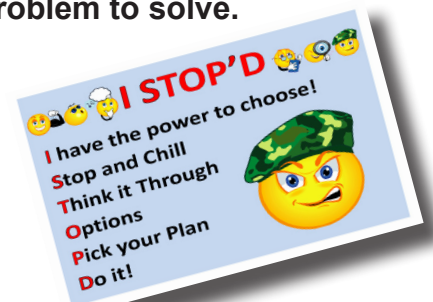 roblem to solve.
I STOP'D
I have the power to choose!
Stop and Chill
Think it Through
Options
Pick your Plan
Do it!